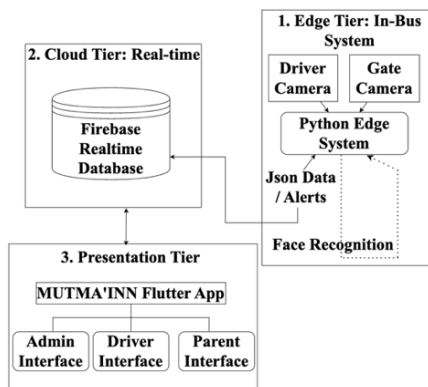 1. Edge Tier: In-Bus
System
Driver
Camera
Gate
Camera
Python Edge
System
Json Data
/ Alerts
Face Recognition
2. Cloud Tier: Real-time
Firebase
Realtime
Database
3. Presentation Tier
MUTMA'INN Flutter App
Admin
Interface
Driver
Interface
Parent
Interface